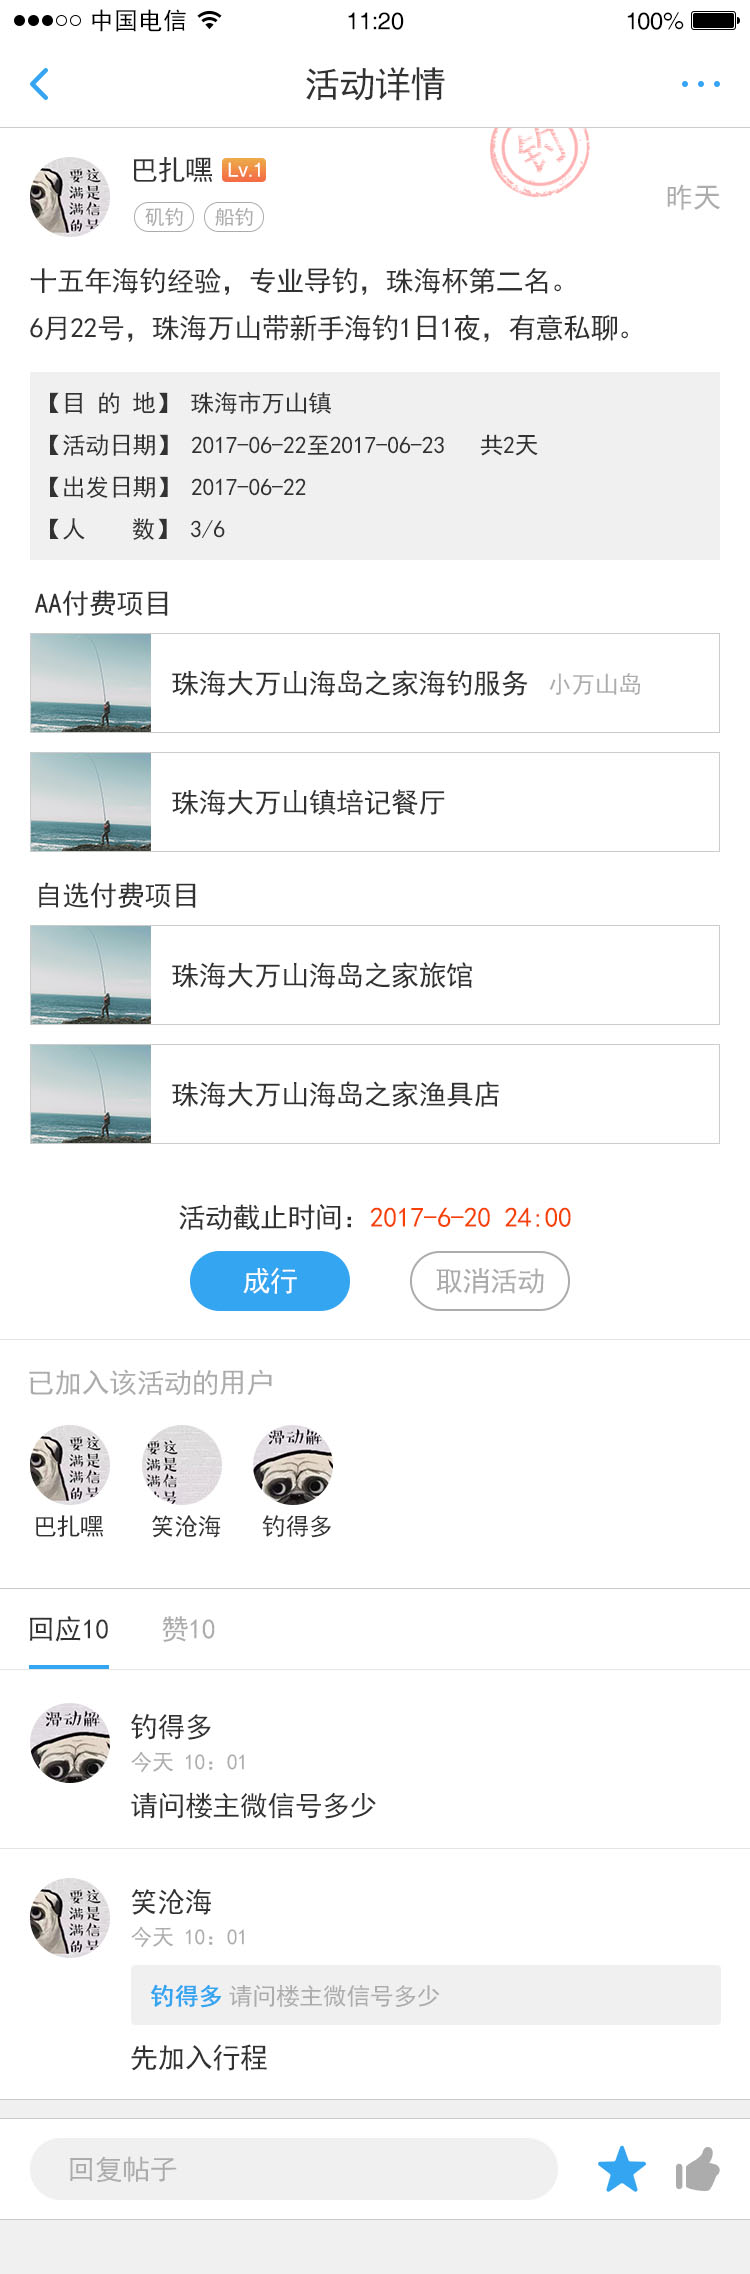 中国电信 11:20 100%
活动详情
钓
巴扎嘿 Lv.1
矶钓 船钓
昨天
十五年海钓经验，专业导钓，珠海杯第二名。
6月22号，珠海万山带新手海钓1日1夜，有意私聊。
【目 的 地】 珠海市万山镇
【活动日期】 2017-06-22至2017-06-23 共2天
【出发日期】 2017-06-22
【人 数】 3/6
AA付费项目
珠海大万山海岛之家海钓服务 小万山岛
珠海大万山镇培记餐厅
自选付费项目
珠海大万山海岛之家旅馆
珠海大万山海岛之家渔具店
活动截止时间：2017-6-20 24:00
成行 取消活动
已加入该活动的用户
巴扎嘿 笑沧海 钓得多
回应10 赞10
滑动解
钓得多
今天 10：01
请问楼主微信号多少
笑沧海
今天 10：01
钓得多 请问楼主微信号多少
先加入行程
回复帖子